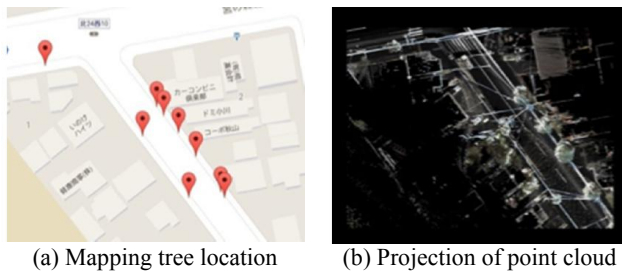 北24西10
1
2
カーコンビニ
倶楽部
ドミ小川
コーポ秋山
いのけ
ハイツ
(a) Mapping tree location
(b) Projection of point cloud